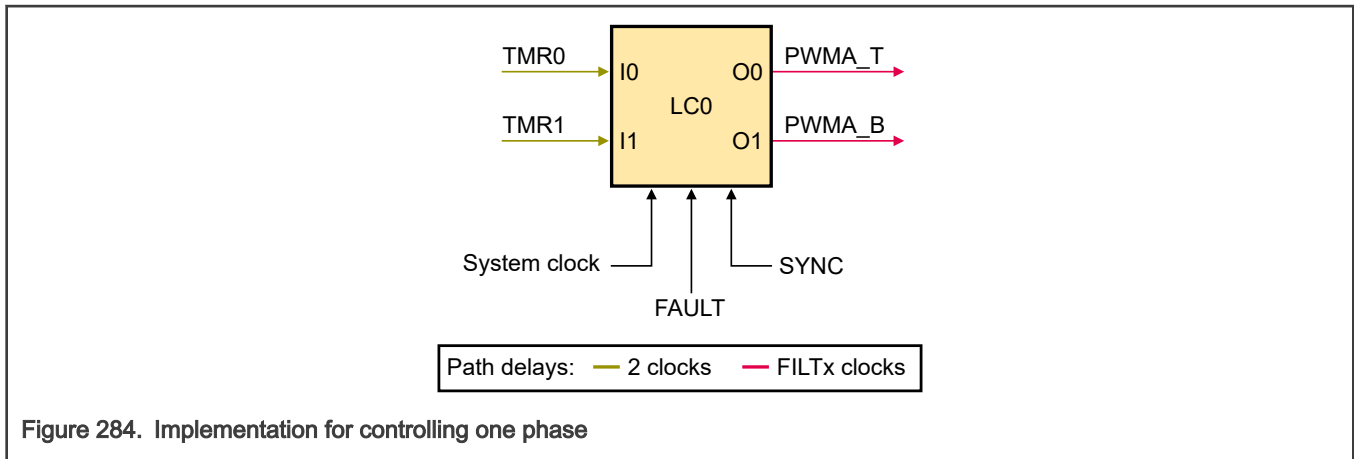 TMR0
PWMA_T
I0
O0
LC0
TMR1
PWMA_B
I1
O1
System clock
SYNC
FAULT
Path delays: 2 clocks FILTx clocks
Figure 284. Implementation for controlling one phase